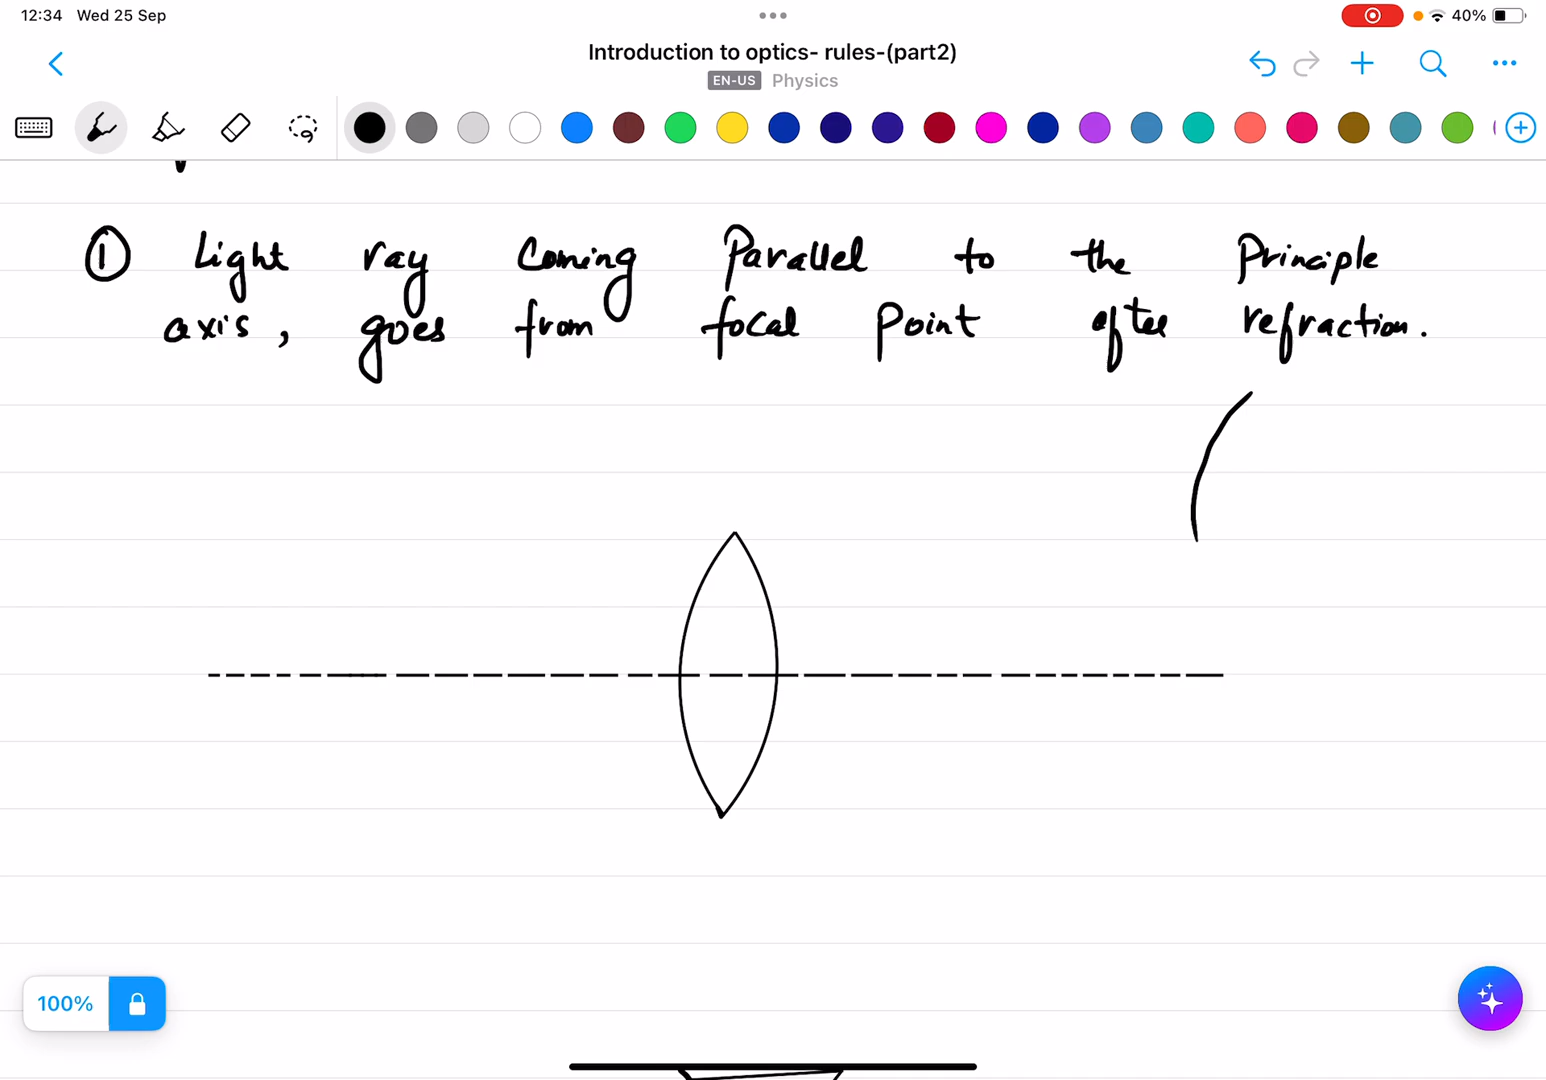 12:34 Wed 25 Sep
40%
Introduction to optics- rules-(part2)
EN-US Physics
① Light ray Coming Parallel to the Principle
axis, goes from focal Point after refraction.
100%